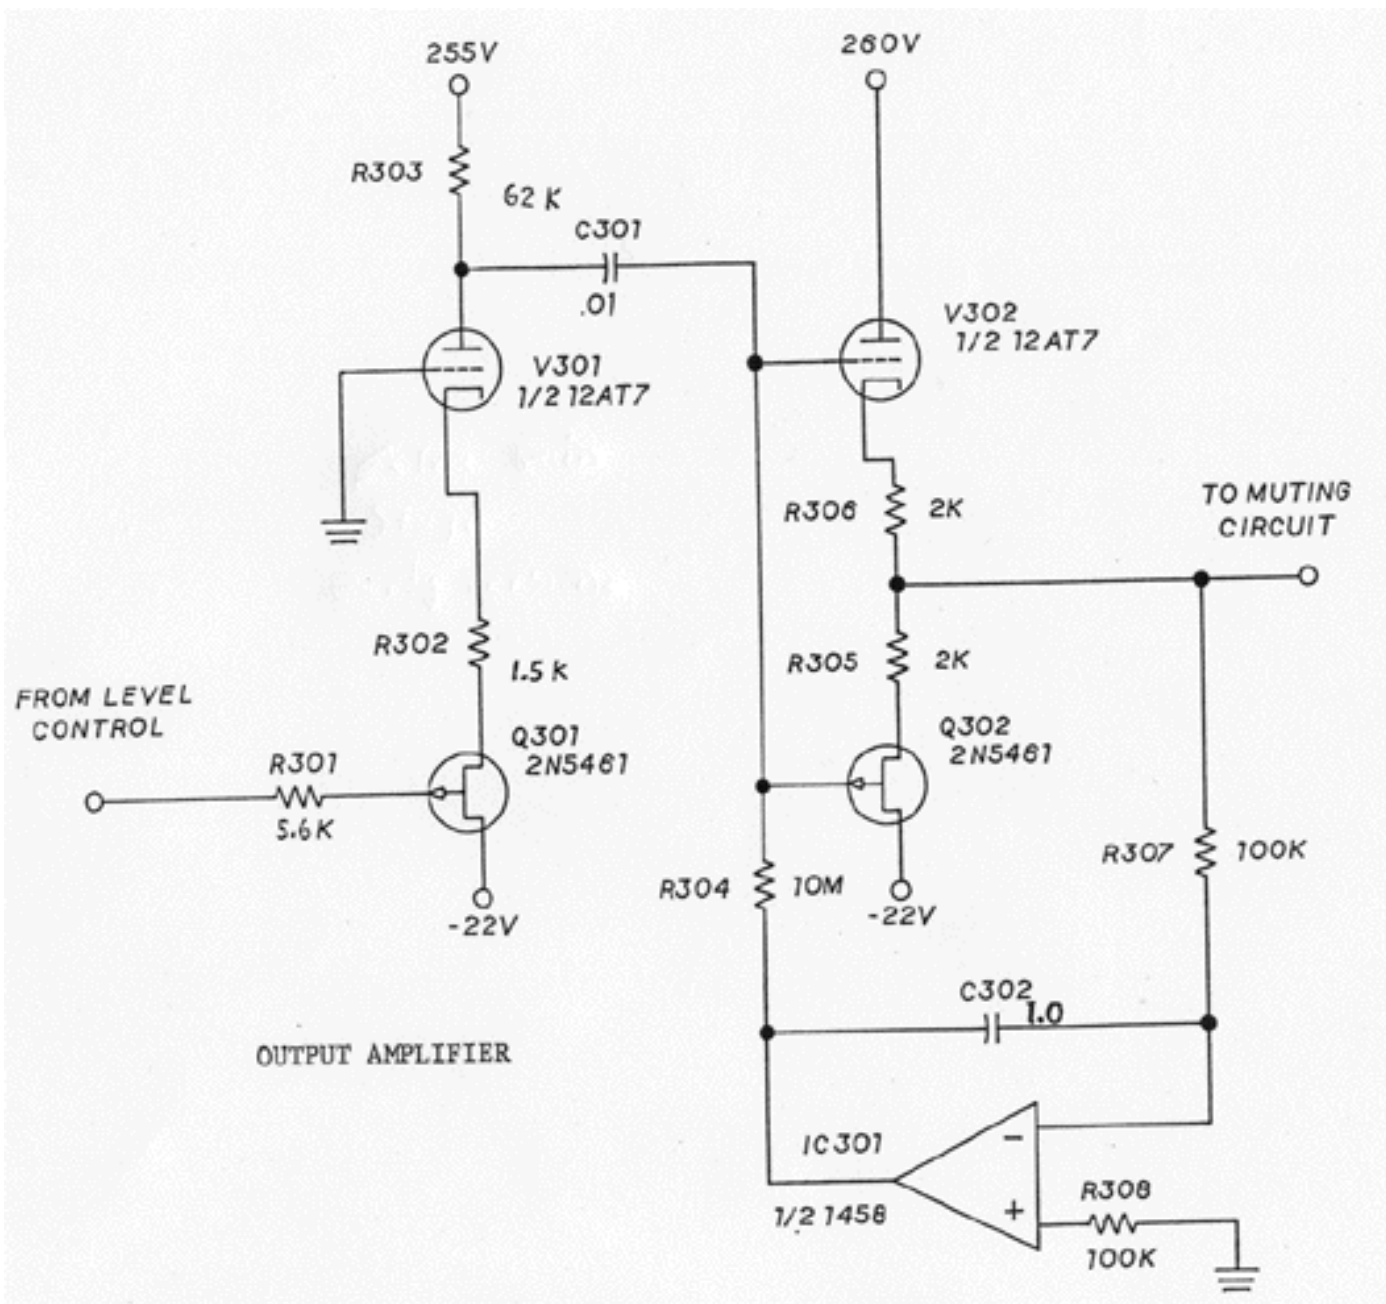 255V
260V
R303
62 K
C301
.01
V302
1/2 12AT7
V301
1/2 12AT7
TO MUTING
CIRCUIT
R306
2K
R302
1.5 k
R305
2K
FROM LEVEL
CONTROL
Q301
2N5461
Q302
2N5461
R301
5.6K
R307
100K
R304
10M
-22V
-22V
C302
1.0
OUTPUT AMPLIFIER
IC301
-
1/2 1458
+
R308
100K